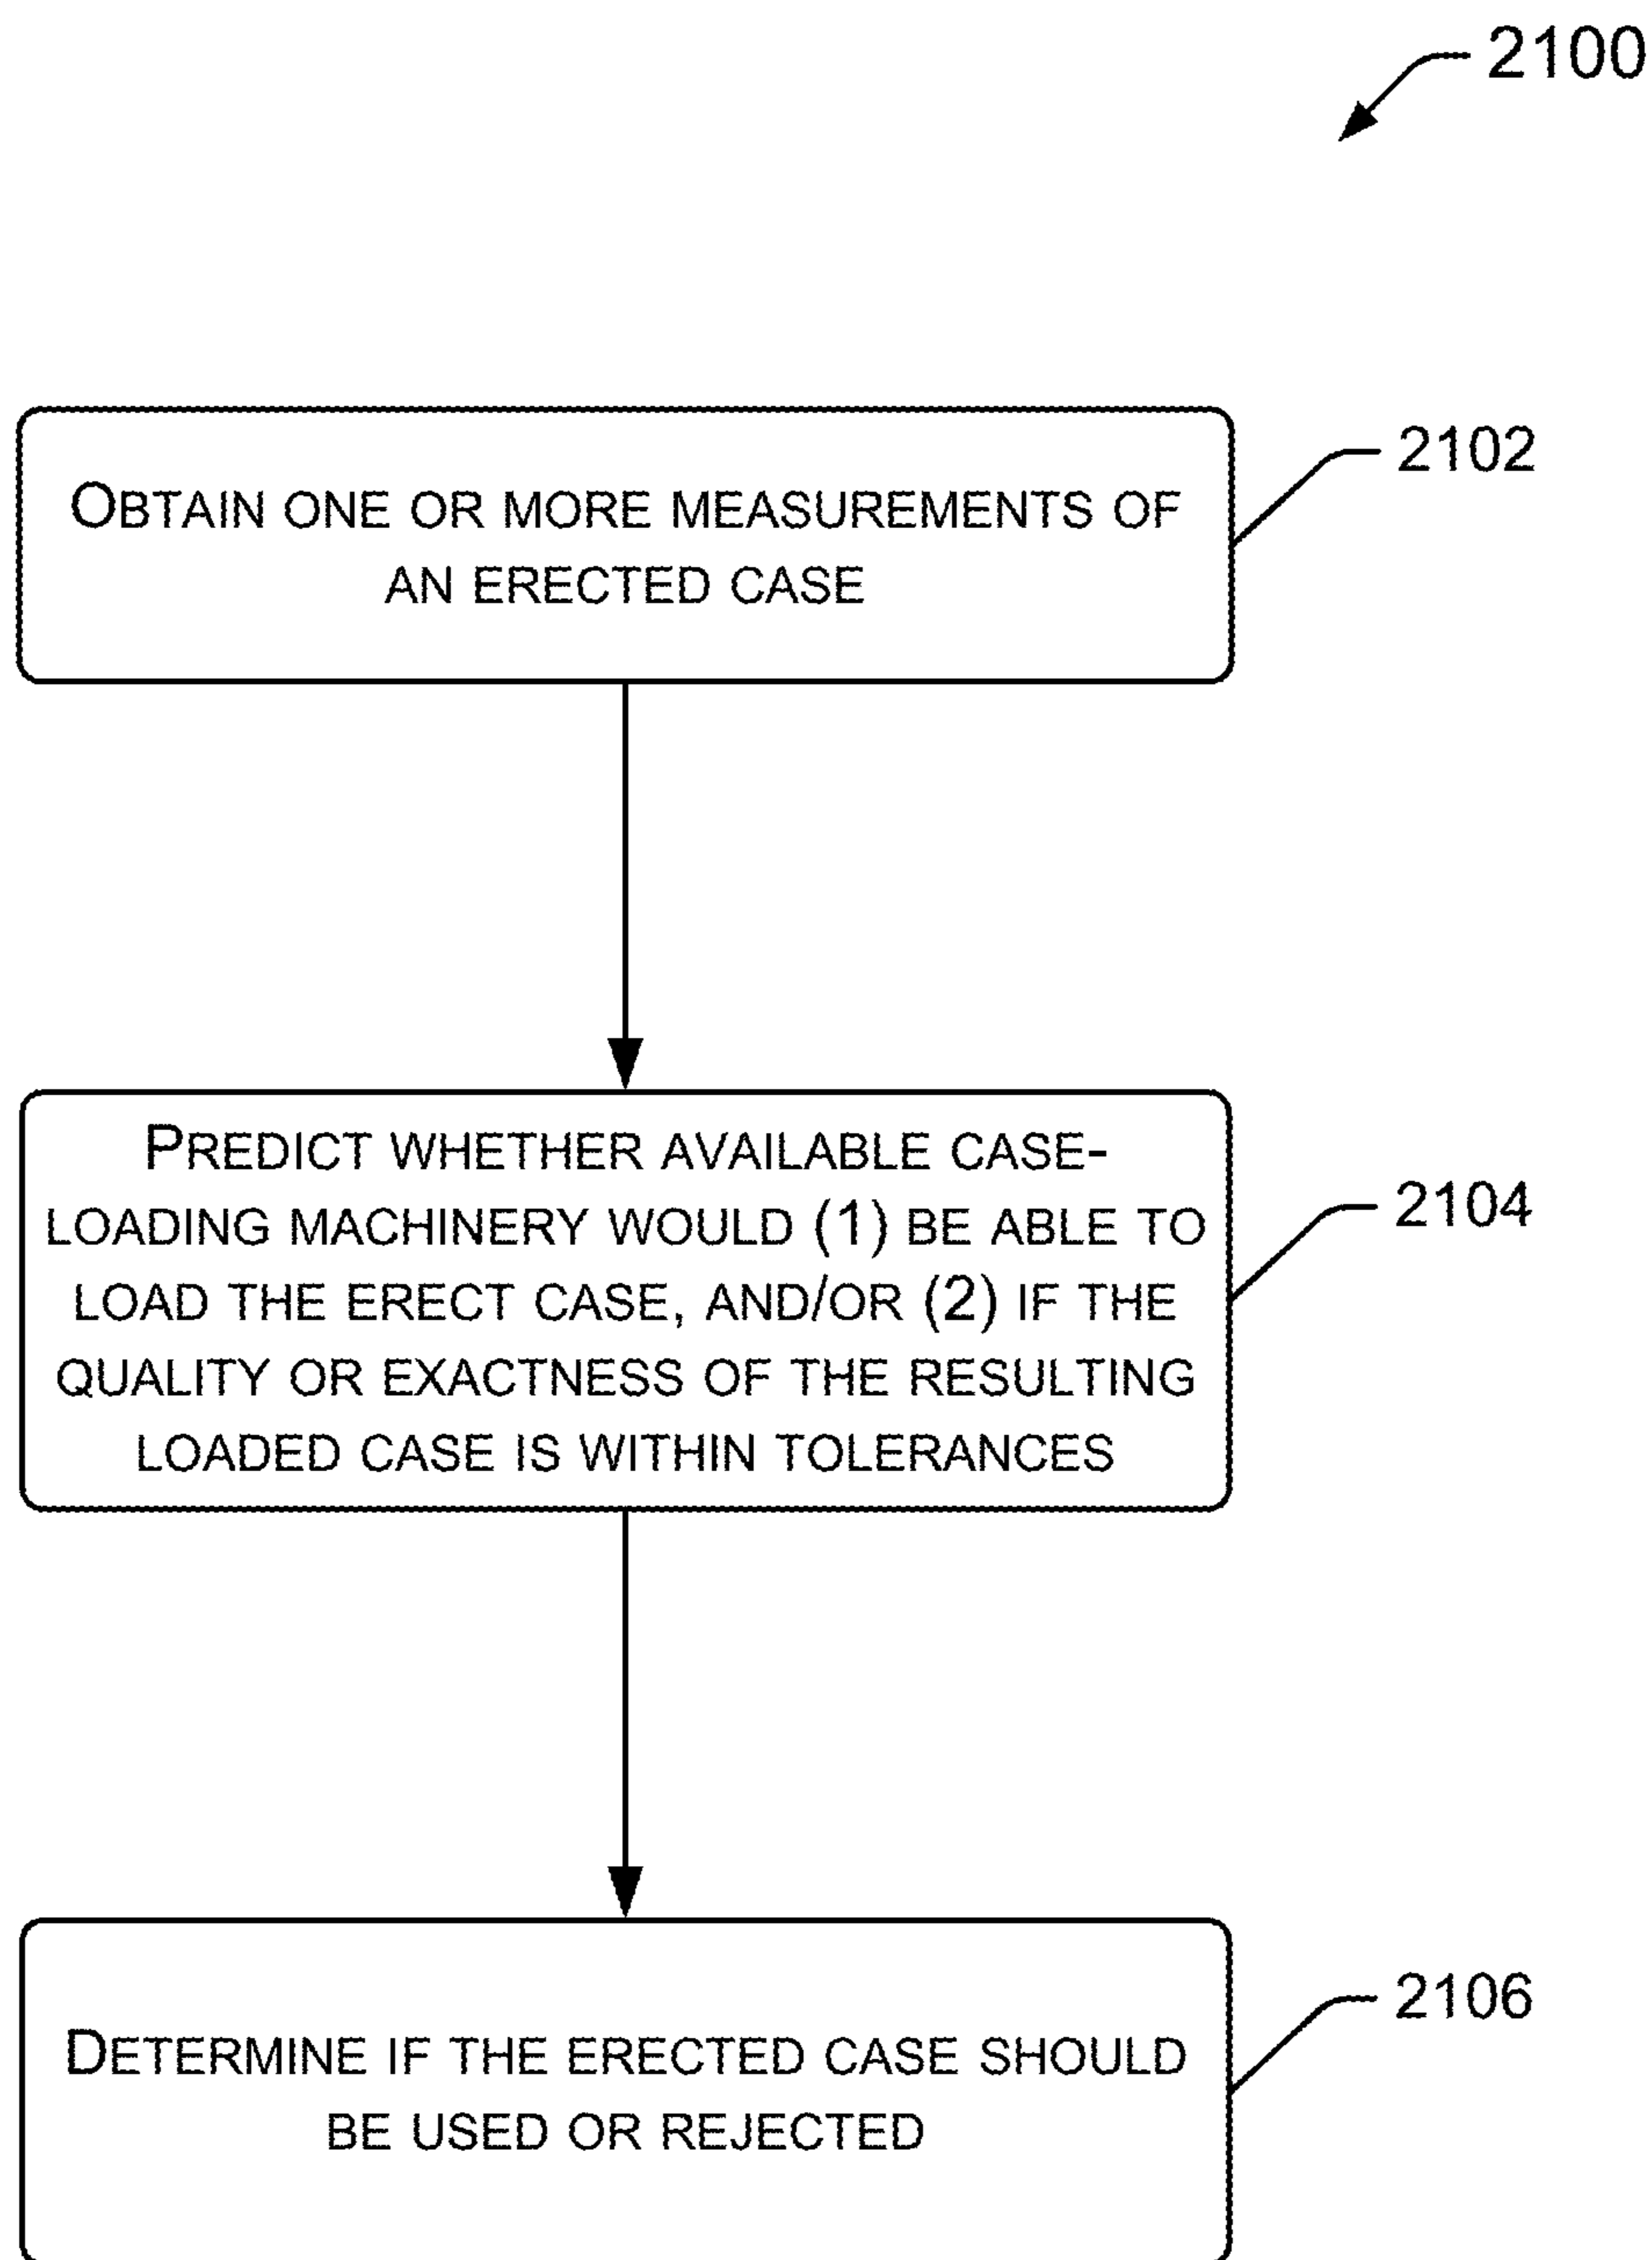 2100
OBTAIN ONE OR MORE MEASUREMENTS OF
AN ERECTED CASE
2102
PREDICT WHETHER AVAILABLE CASE-
LOADING MACHINERY WOULD (1) BE ABLE TO
LOAD THE ERECT CASE, AND/OR (2) IF THE
QUALITY OR EXACTNESS OF THE RESULTING
LOADED CASE IS WITHIN TOLERANCES
2104
DETERMINE IF THE ERECTED CASE SHOULD
BE USED OR REJECTED
2106